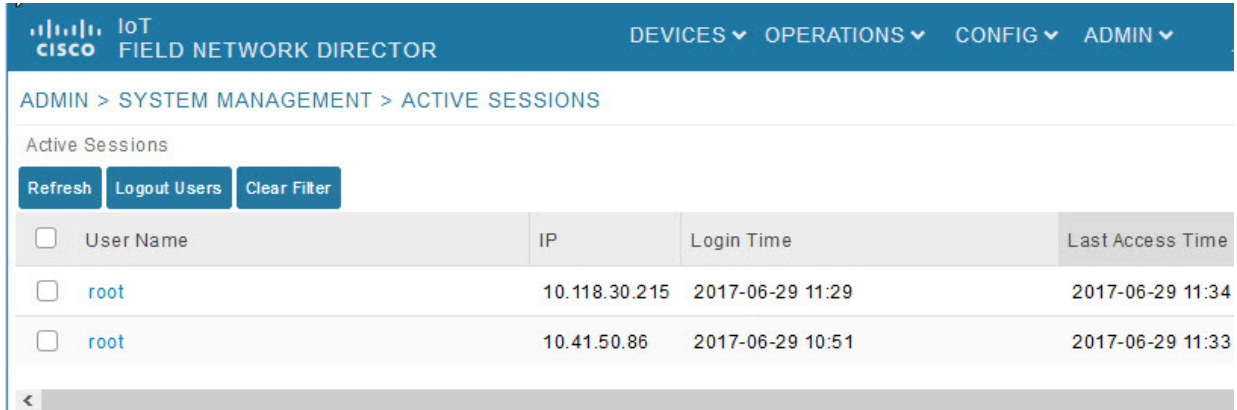 CISCO IoT FIELD NETWORK DIRECTOR DEVICES OPERATIONS CONFIG ADMIN
ADMIN > SYSTEM MANAGEMENT > ACTIVE SESSIONS
Active Sessions
Refresh Logout Users Clear Filter
User Name IP Login Time Last Access Time
root 10.118.30.215 2017-06-29 11:29 2017-06-29 11:34
root 10.41.50.86 2017-06-29 10:51 2017-06-29 11:33